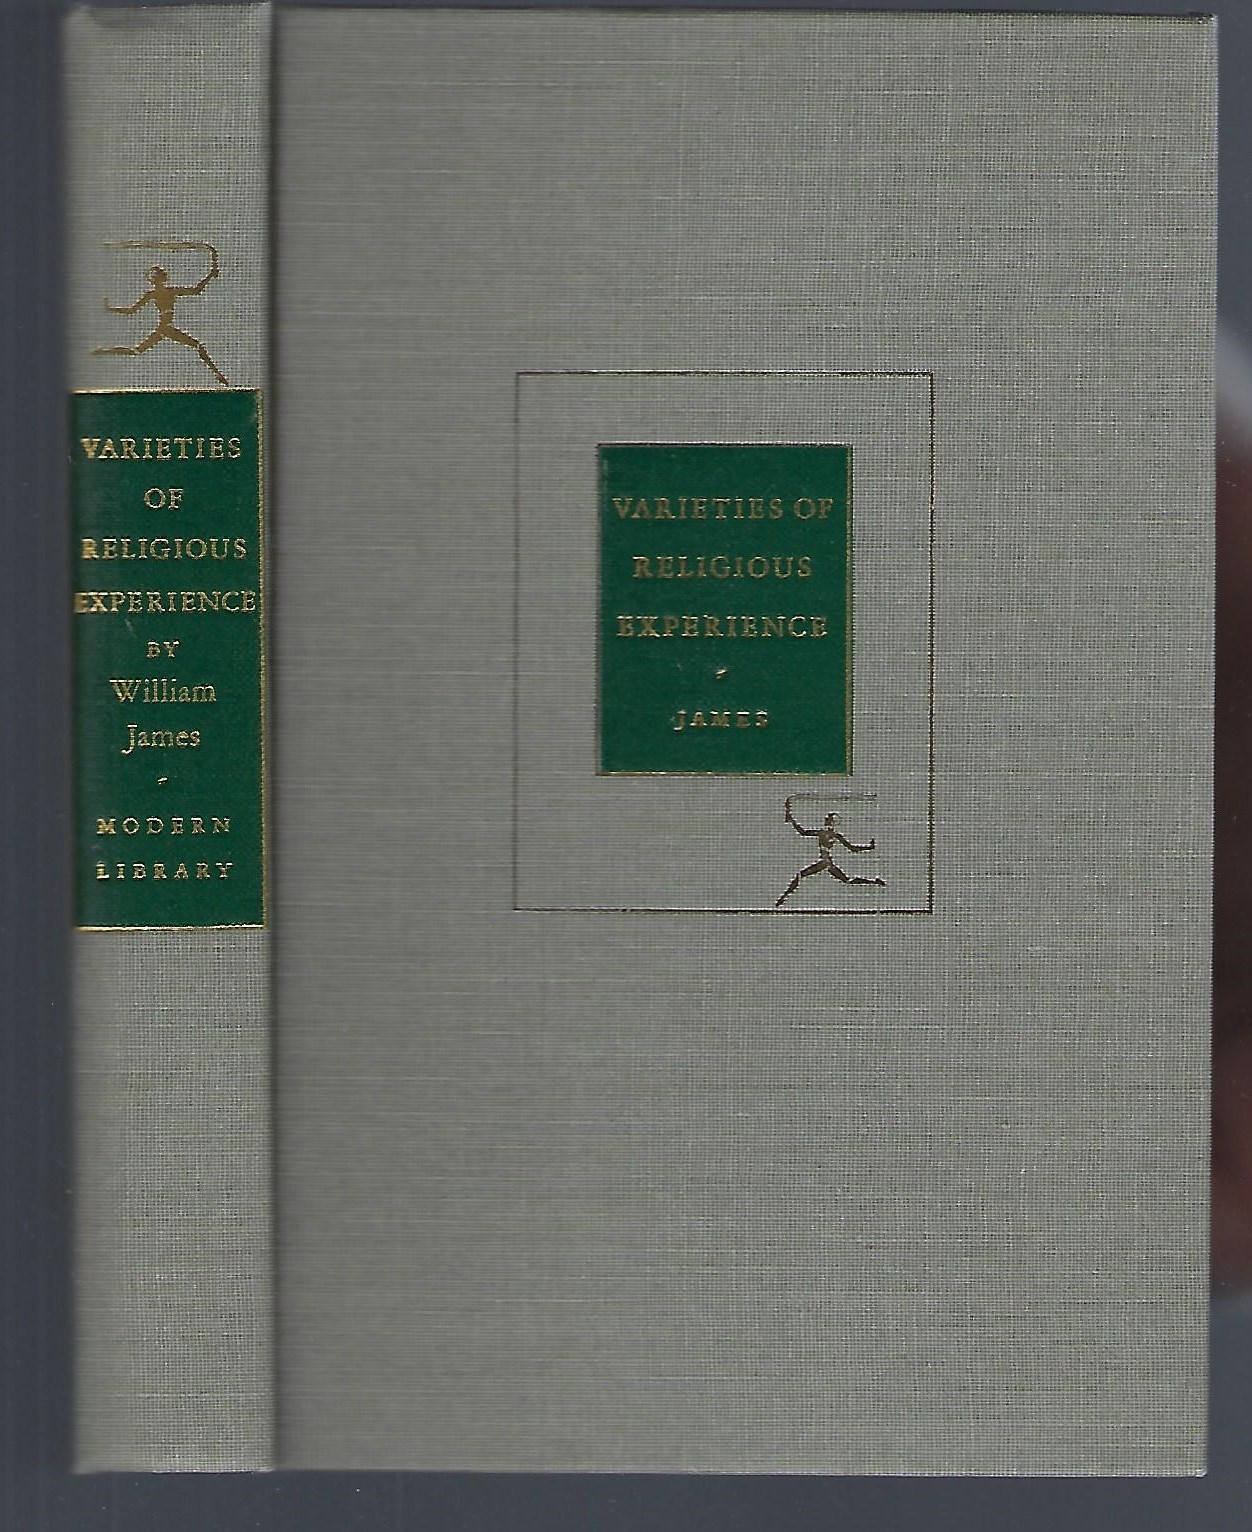 VARIETIES
OF
RELIGIOUS
EXPERIENCE
BY
William
James
MODERN
LIBRARY
VARIETIES OF
RELIGIOUS
EXPERIENCE
JAMES